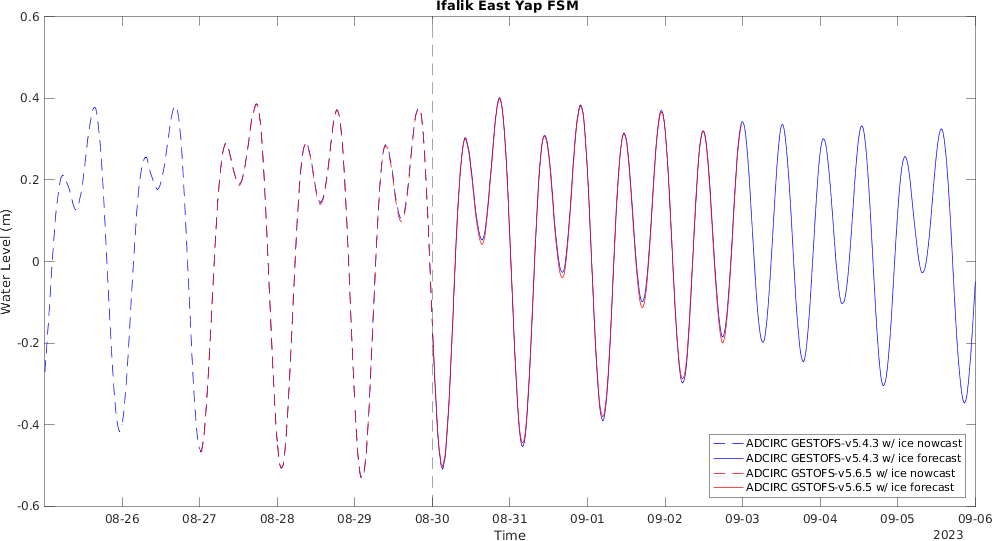 Ifalik East Yap FSM
0.6
0.4
0.2
0
-0.2
-0.4
-0.6
Water Level (m)
ADCIRC GESTOFS-v5.4.3 w/ ice nowcast
ADCIRC GESTOFS-v5.4.3 w/ ice forecast
ADCIRC GSTOFS-v5.6.5 w/ ice nowcast
ADCIRC GSTOFS-v5.6.5 w/ ice forecast
08-26 08-27 08-28 08-29 08-30 08-31 09-01 09-02 09-03 09-04 09-05 09-06
Time 2023